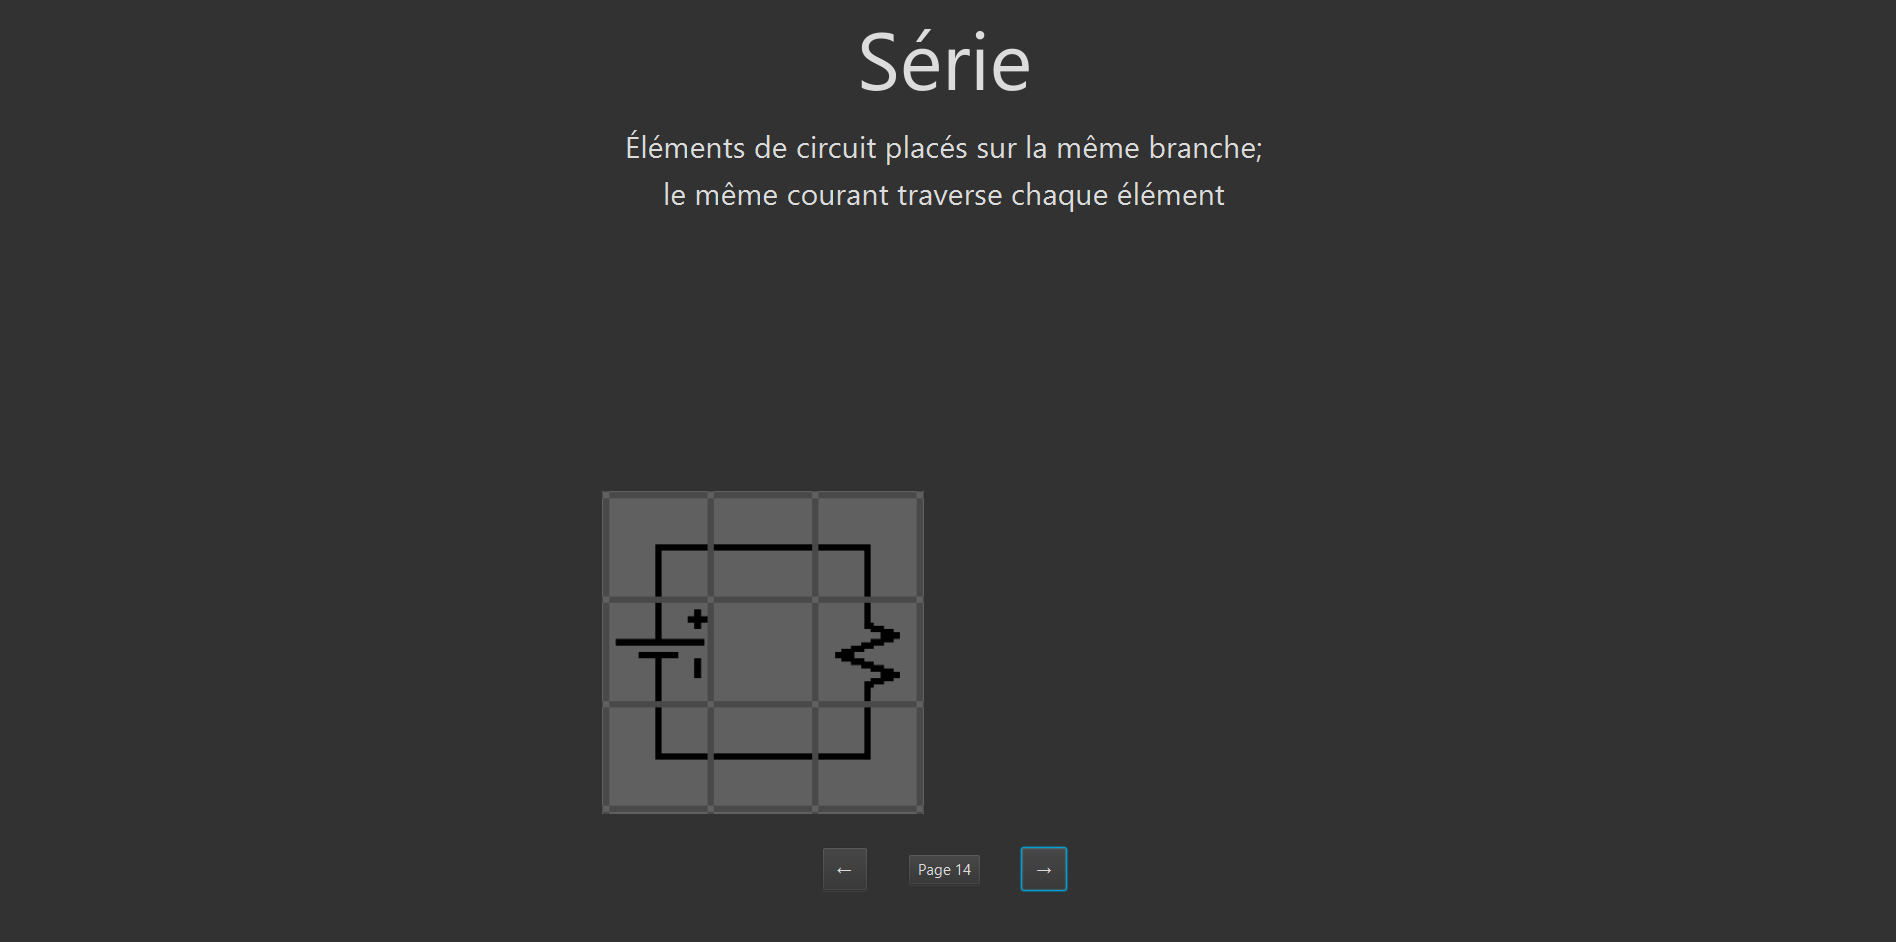 Série
Éléments de circuit placés sur la même branche;
le même courant traverse chaque élément
+
-
← Page 14 →